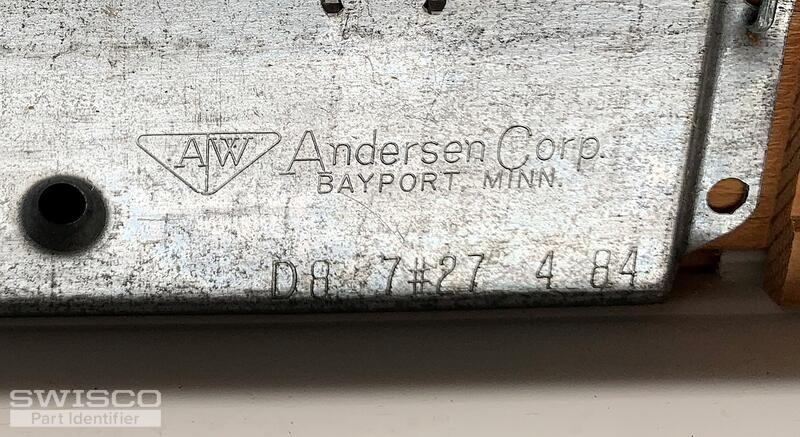 AW Andersen Corp.
BAYPORT, MINN.
D8 7#27 4 84
SWISCO
Part Identifier